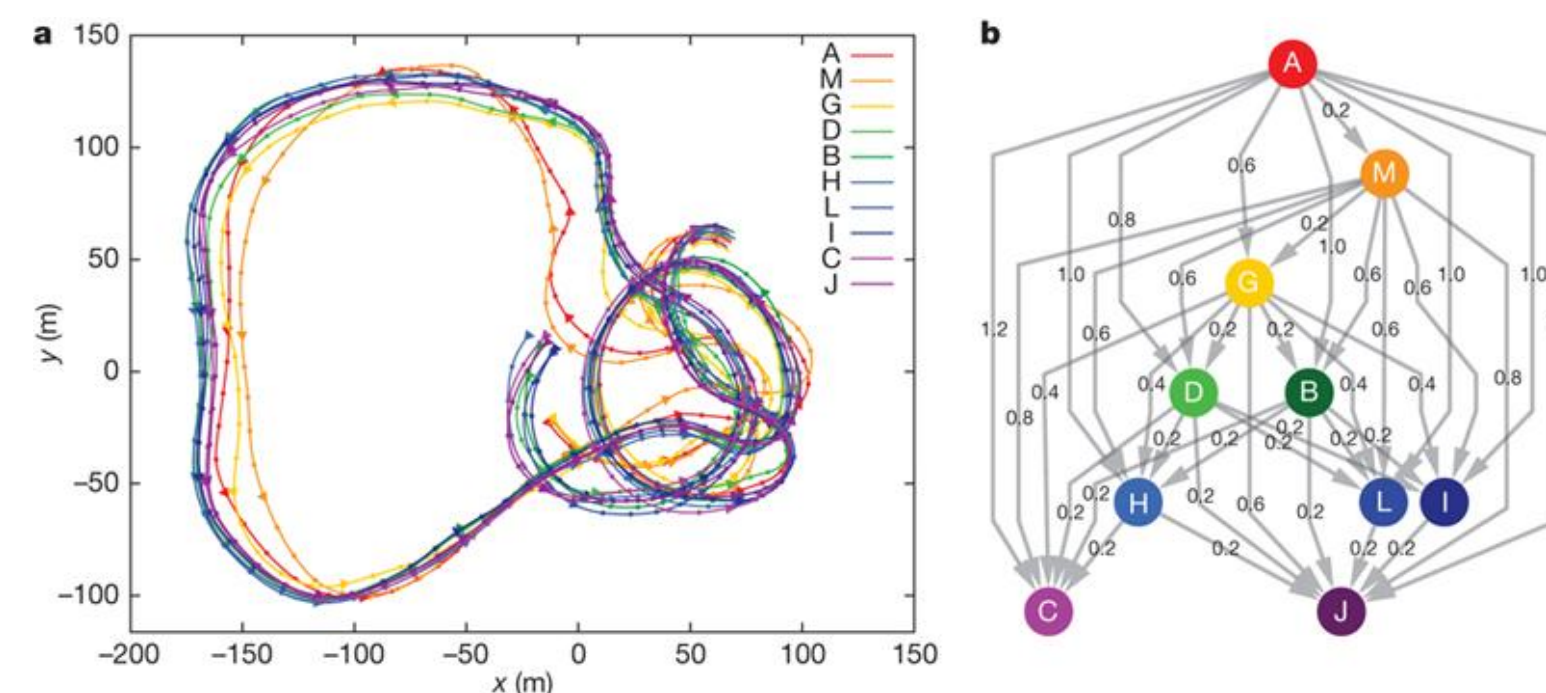 a
150
100
50
0
−50
−100
y (m)
−200 −150 −100 −50 0 50 100 150
x (m)
A
M
G
D
B
H
L
I
C
J
b
A
0.2
M
0.6
0.8 0.2
1.0
1.0 0.6 0.6 0.6 1.0 1.0
G
1.2 0.6 0.2 0.2 0.6
0.4 0.8 0.4 0.4 0.4 0.8
D B
0.2 0.2 0.2 0.2 0.2 0.2
0.2 0.2 0.2 0.6 0.2
H L I
0.2 0.2 0.2 0.2
C J